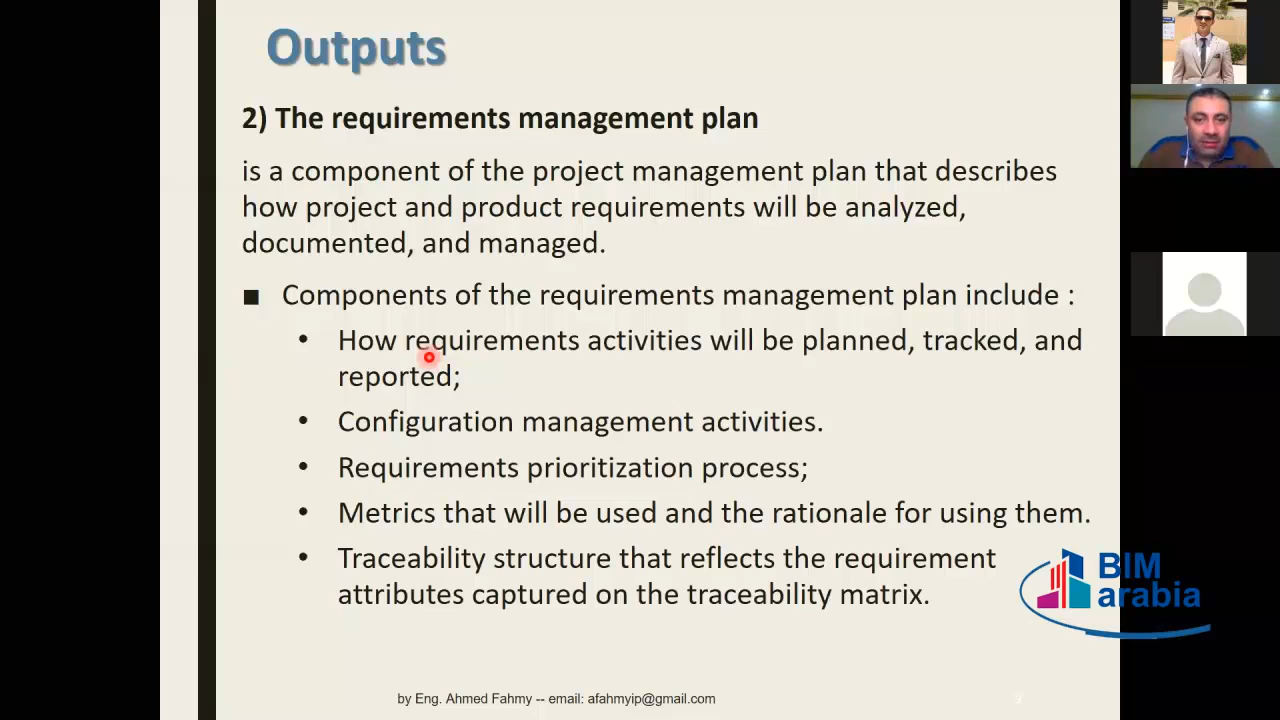 Outputs
2) The requirements management plan
is a component of the project management plan that describes
how project and product requirements will be analyzed,
documented, and managed.
■ Components of the requirements management plan include :
• How requirements activities will be planned, tracked, and
reported;
• Configuration management activities.
• Requirements prioritization process;
• Metrics that will be used and the rationale for using them.
• Traceability structure that reflects the requirement
attributes captured on the traceability matrix.
BIM
arabia
by Eng. Ahmed Fahmy -- email: afahmyip@gmail.com
9